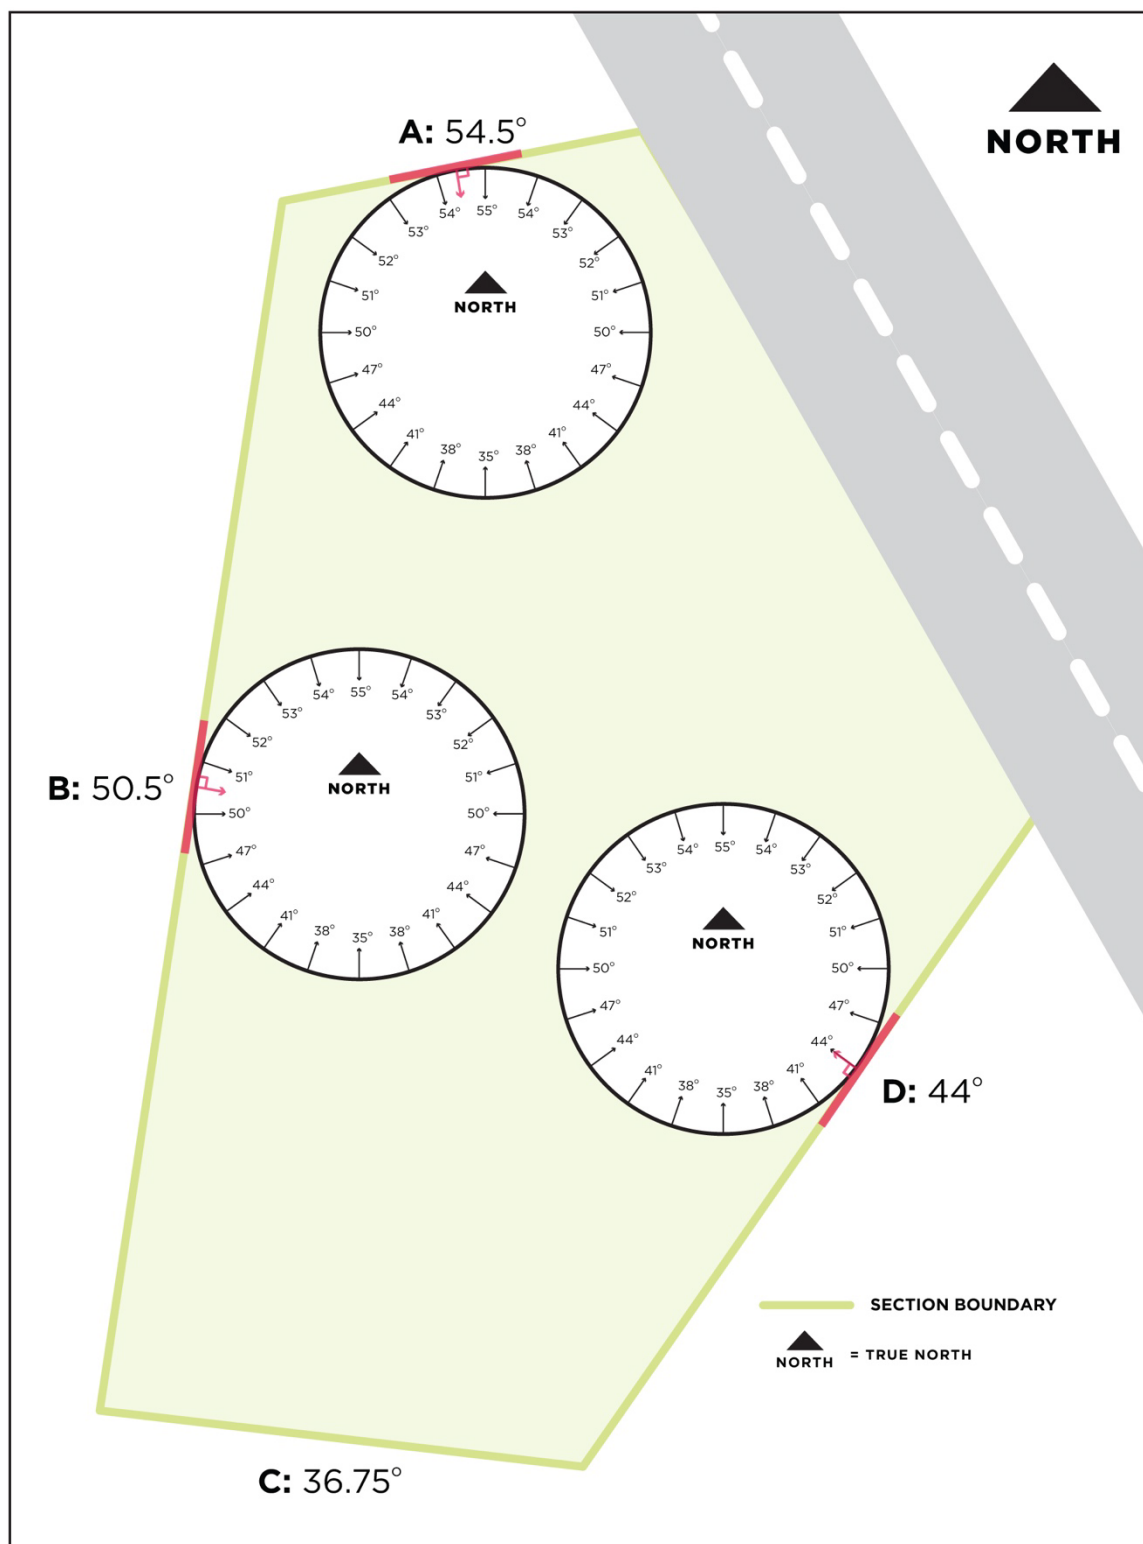 NORTH
A: 54.5°
54° 55° 54°
53° 53°
52° 52°
51° 51°
NORTH
50° 50°
47° 47°
44° 44°
41° 41°
38° 35° 38°
54° 55° 54°
53° 53°
52° 52°
51° 51°
B: 50.5°
NORTH
50° 50°
47° 47°
44° 44°
41° 41°
38° 35° 38°
54° 55° 54°
53° 53°
52° 52°
51° 51°
NORTH
50° 50°
47° 47°
44° 44°
41° 41°
38° 35° 38°
D: 44°
SECTION BOUNDARY
NORTH = TRUE NORTH
C: 36.75°